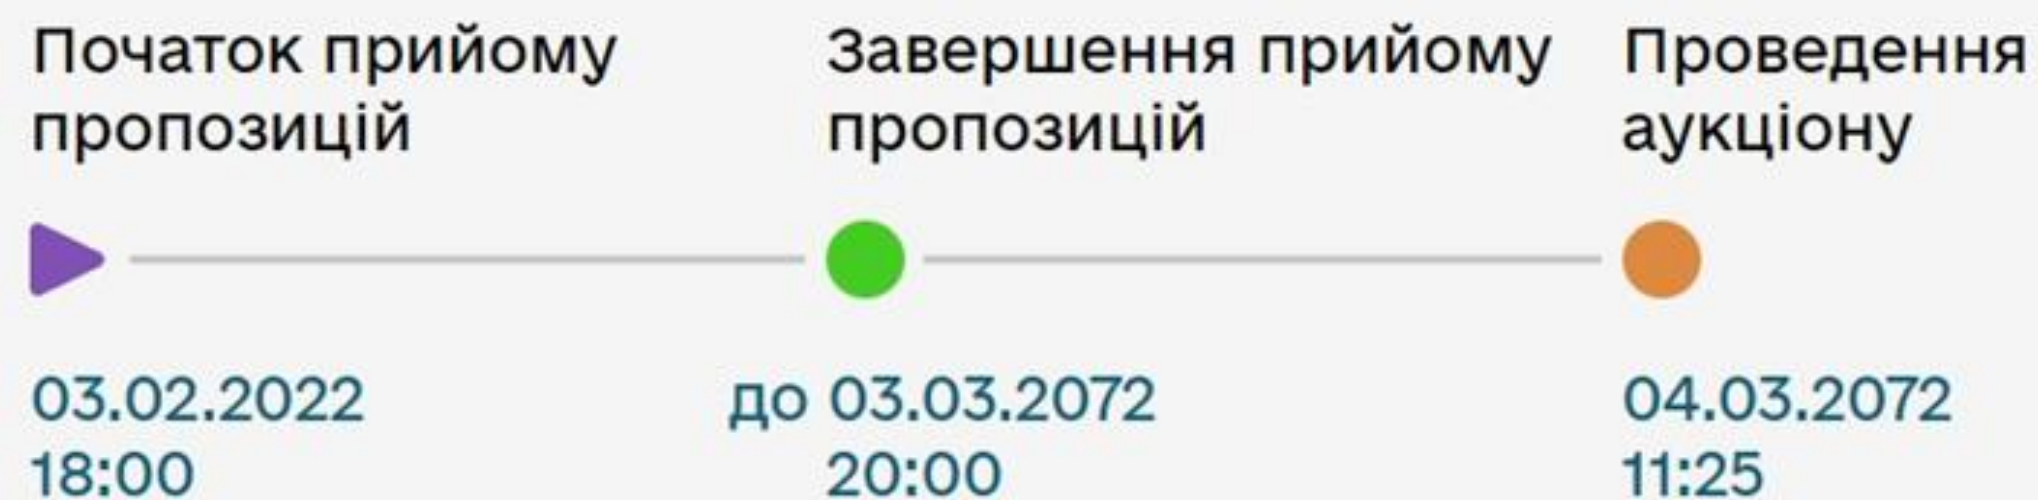 Початок прийому
пропозицій
Завершення прийому
пропозицій
Проведення
аукціону
03.02.2022
18:00
до 03.03.2072
20:00
04.03.2072
11:25